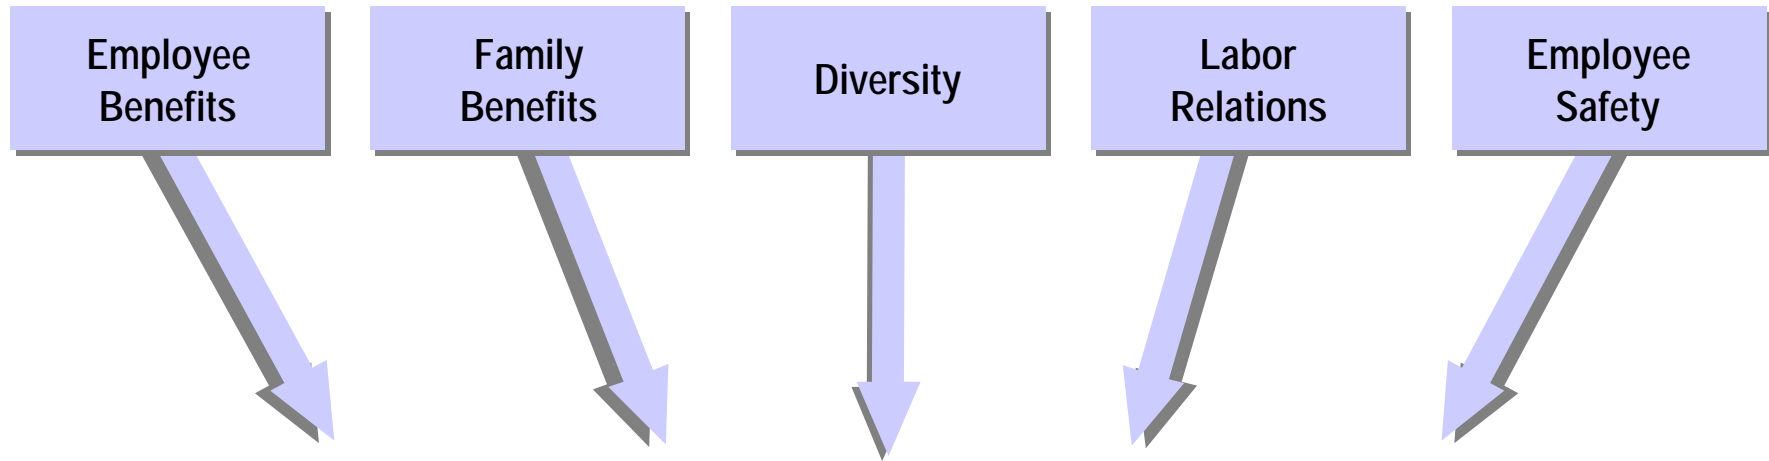 Employee
Benefits
Family
Benefits
Diversity
Labor
Relations
Employee
Safety